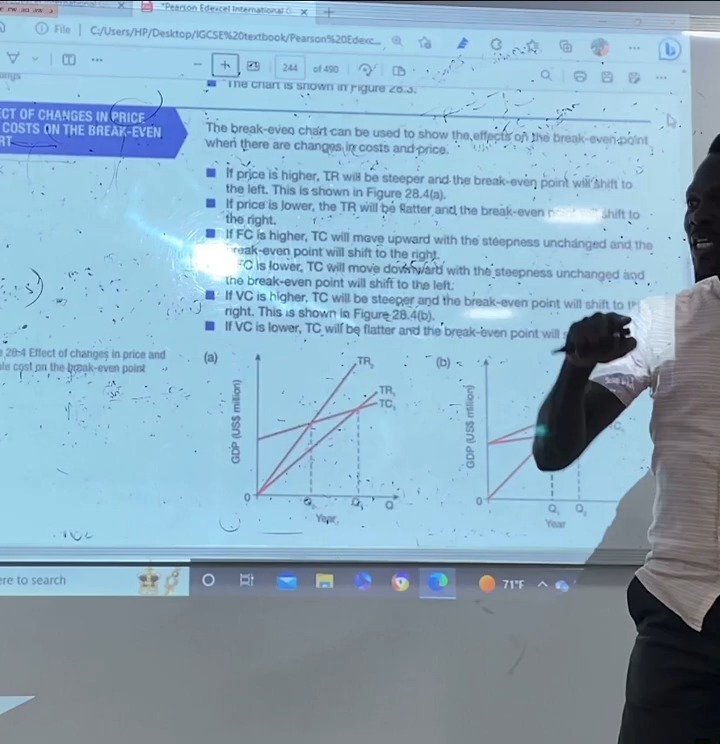 "Pearson Edexcel International
File | C:/Users/HP/Desktop/IGCSE%20textbook/Pearson%20Edexc...
244 of 490
The chart is shown in Figure 28.3.
CT OF CHANGES IN PRICE
COSTS ON THE BREAK-EVEN
RT
The break-even chart can be used to show the effects on the break-even point
when there are changes in costs and price.
If price is higher, TR will be steeper and the break-even point will shift to
the left. This is shown in Figure 28.4(a).
If price is lower, the TR will be flatter and the break-even shift to
the right.
If FC is higher, TC will move upward with the steepness unchanged and the
break-even point will shift to the right.
C is lower, TC will move downward with the steepness unchanged and
the break-even point will shift to the left.
If VC is higher, TC will be steeper and the break-even point will shift to
right. This is shown in Figure 28.4(b).
If VC is lower, TC will be flatter and the break-even point will
28.4 Effect of changes in price and
le cost on the break-even point
(a)
TR₂
TR₁
TC₁
GDP (US$ million)
0
Q
Year
(b)
GDP (US$ million)
0
Q₁ Q₂
Year
ere to search
71°F